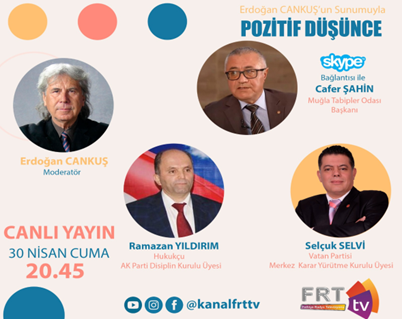 Erdoğan CANKUŞ'un Sunumuyla
POZİTİF DÜŞÜNCE
skype
Bağlantısı ile
Cafer ŞAHİN
Muğla Tabipler Odası
Başkanı
Erdoğan CANKUŞ
Moderatör
Ramazan YILDIRIM
Hukukçu
AK Parti Disiplin Kurulu Üyesi
Selçuk SELVİ
Vatan Partisi
Merkez Karar Yürütme Kurulu Üyesi
CANLI YAYIN
30 NİSAN CUMA
20.45
@kanalfrttv
FRT tv